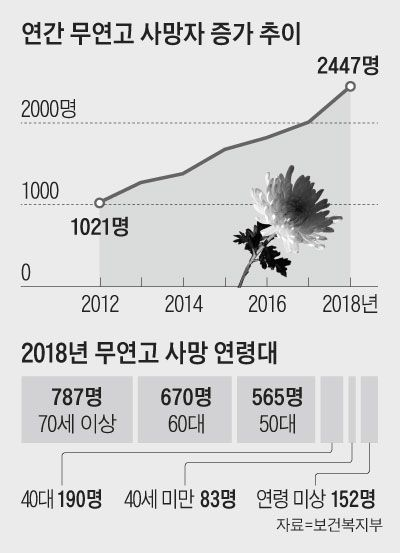 연간 무연고 사망자 증가 추이
2447명
2000명
1000
1021명
0
2012 2014 2016 2018년
2018년 무연고 사망 연령대
787명 670명 565명
70세 이상 60대 50대
40대 190명 40세 미만 83명 연령 미상 152명
자료=보건복지부